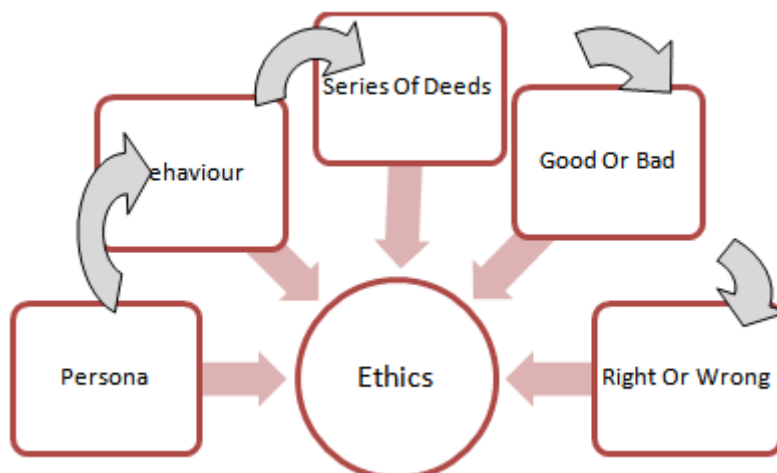 Series Of Deeds
ehaviour
Good Or Bad
Persona
Ethics
Right Or Wrong